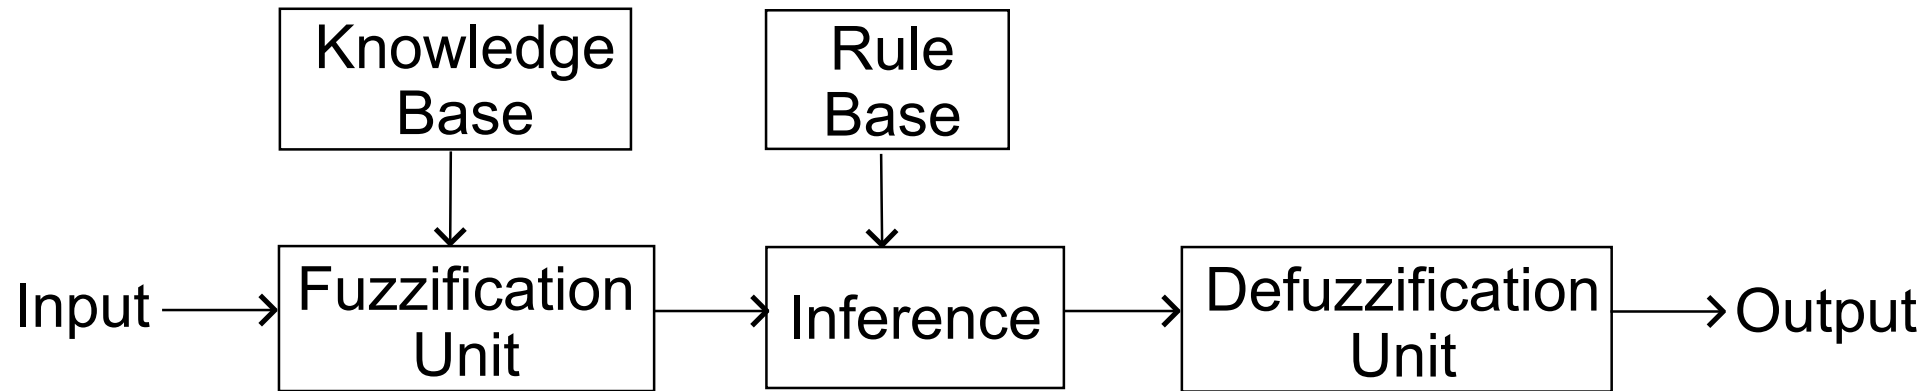 Knowledge
Base
Rule
Base
Input
Fuzzification
Unit
Inference
Defuzzification
Unit
Output